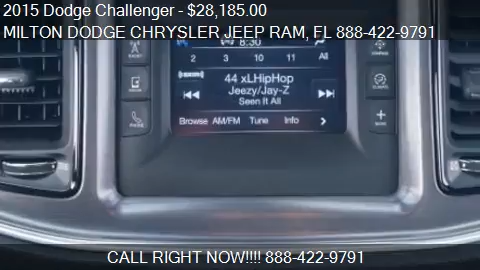 2015 Dodge Challenger - $28,185.00
MILTON DODGE CHRYSLER JEEP RAM, FL 888-422-9791
8:30
2 3 10 11 All
44 xLHipHop
Jeezy/Jay-Z
Seen It All
Browse AM/FM Tune Info >
PHONE
CALL RIGHT NOW!!!! 888-422-9791